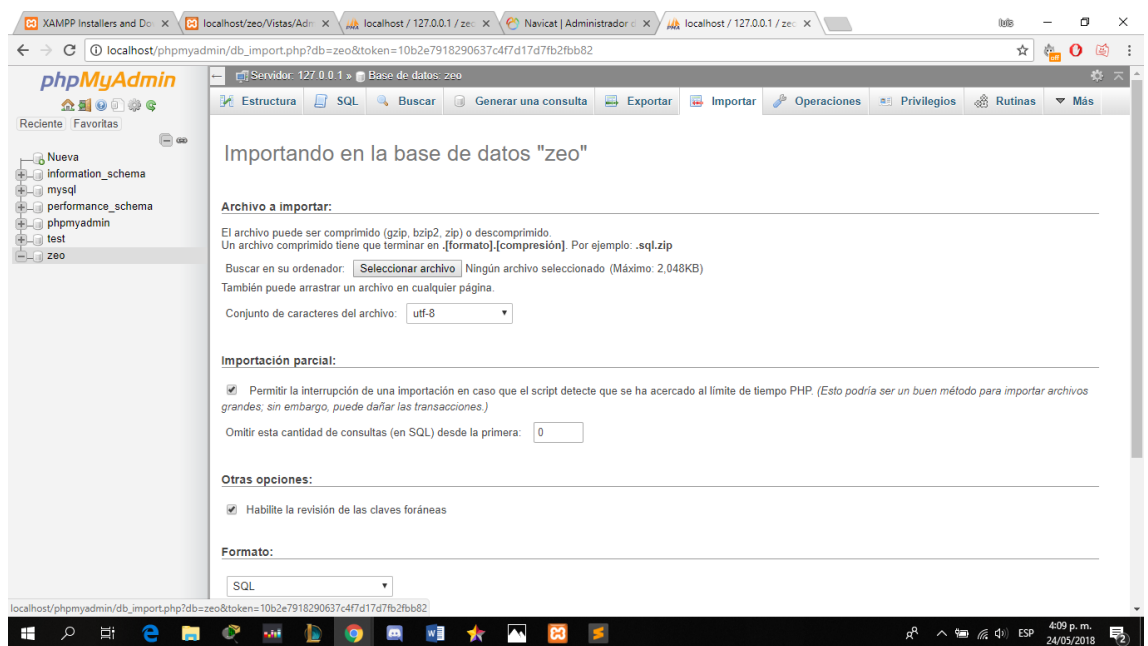 XAMPP Installers and Do
localhost/zeo/Vistas/Adm
localhost / 127.0.0.1 / zeo
Navicat | Administrador d
localhost / 127.0.0.1 / zeo
luis
localhost/phpmyadmin/db_import.php?db=zeo&token=10b2e7918290637c4f7d17d7fb2fbb82
off
phpMyAdmin
Reciente Favoritas
Nueva
information_schema
mysql
performance_schema
phpmyadmin
test
zeo
Servidor: 127.0.0.1 » Base de datos: zeo
Estructura SQL Buscar Generar una consulta Exportar Importar Operaciones Privilegios Rutinas Más
Importando en la base de datos "zeo"
Archivo a importar:
El archivo puede ser comprimido (gzip, bzip2, zip) o descomprimido.
Un archivo comprimido tiene que terminar en .[formato].[compresión]. Por ejemplo: .sql.zip
Buscar en su ordenador: Seleccionar archivo Ningún archivo seleccionado (Máximo: 2,048KB)
También puede arrastrar un archivo en cualquier página.
Conjunto de caracteres del archivo: utf-8
Importación parcial:
Permitir la interrupción de una importación en caso que el script detecte que se ha acercado al límite de tiempo PHP. (Esto podría ser un buen método para importar archivos
grandes; sin embargo, puede dañar las transacciones.)
Omitir esta cantidad de consultas (en SQL) desde la primera: 0
Otras opciones:
Habilite la revisión de las claves foráneas
Formato:
SQL
localhost/phpmyadmin/db_import.php?db=zeo&token=10b2e7918290637c4f7d17d7fb2fbb82
ESP
4:09 p. m.
24/05/2018
2